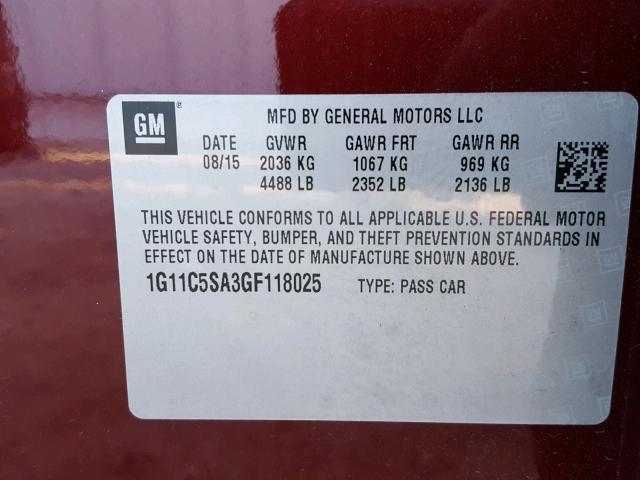 GM ®
MFD BY GENERAL MOTORS LLC
DATE GVWR GAWR FRT GAWR RR
08/15 2036 KG 1067 KG 969 KG
4488 LB 2352 LB 2136 LB
THIS VEHICLE CONFORMS TO ALL APPLICABLE U.S. FEDERAL MOTOR
VEHICLE SAFETY, BUMPER, AND THEFT PREVENTION STANDARDS IN
EFFECT ON THE DATE OF MANUFACTURE SHOWN ABOVE.
1G11C5SA3GF118025 TYPE: PASS CAR